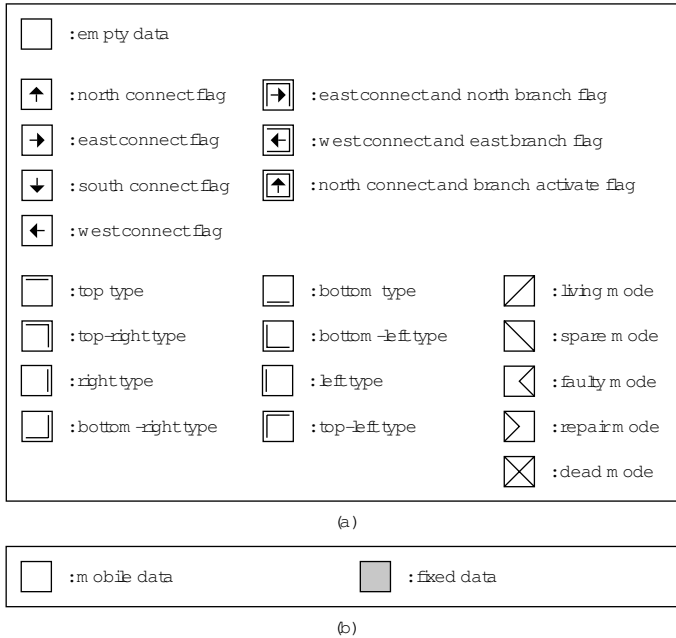 : empty data
: north connect flag
: east connect and north branch flag
: east connect flag
: west connect and east branch flag
: south connect flag
: north connect and branch activate flag
: west connect flag
: top type
: bottom type
: living mode
: top-right type
: bottom-left type
: spare mode
: right type
: left type
: faulty mode
: bottom-right type
: top-left type
: repair mode
: dead mode
(a)
: mobile data
: fixed data
(b)